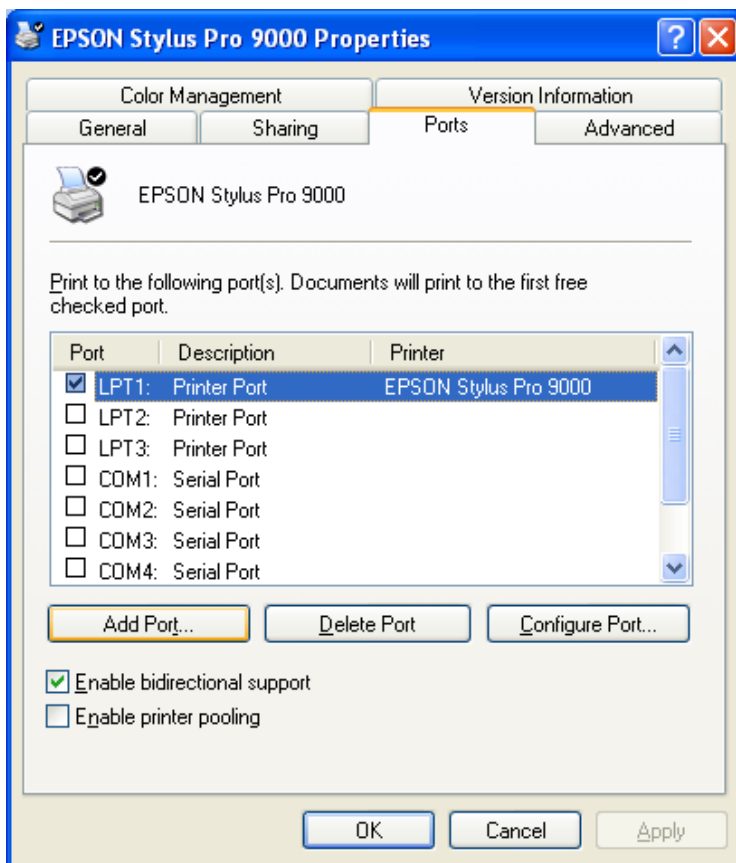 EPSON Stylus Pro 9000 Properties
Color Management Version Information
General Sharing Ports Advanced
EPSON Stylus Pro 9000
Print to the following port(s). Documents will print to the first free
checked port.
Port Description Printer
LPT1: Printer Port EPSON Stylus Pro 9000
LPT2: Printer Port
LPT3: Printer Port
COM1: Serial Port
COM2: Serial Port
COM3: Serial Port
COM4: Serial Port
Add Port... Delete Port Configure Port...
Enable bidirectional support
Enable printer pooling
OK Cancel Apply